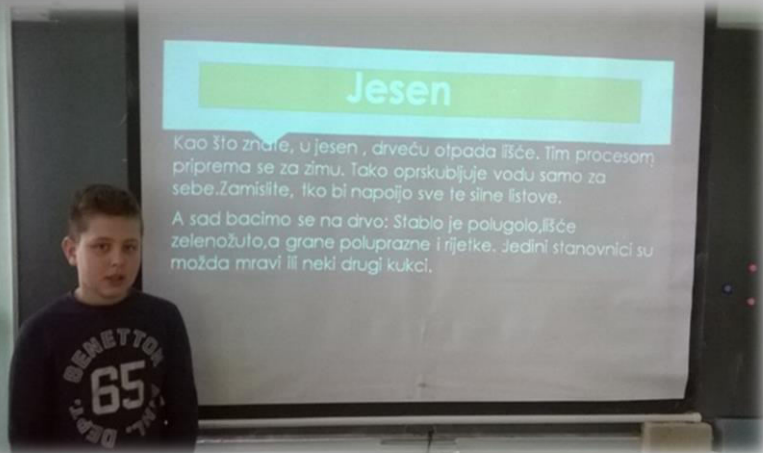 Jesen
Kao što znate, u jesen , drveću otpada lišće. Tim procesom
priprema se za zimu. Tako oprskubljuje vodu samo za
sebe.Zamislite, tko bi napoijo sve te silne listove.
A sad bacimo se na drvo: Stablo je polugolo,lišće
zelenožuto,a grane poluprazne i rijetke. Jedini stanovnici su
možda mravi ili neki drugi kukci.
BENETTON
65
DEPT.